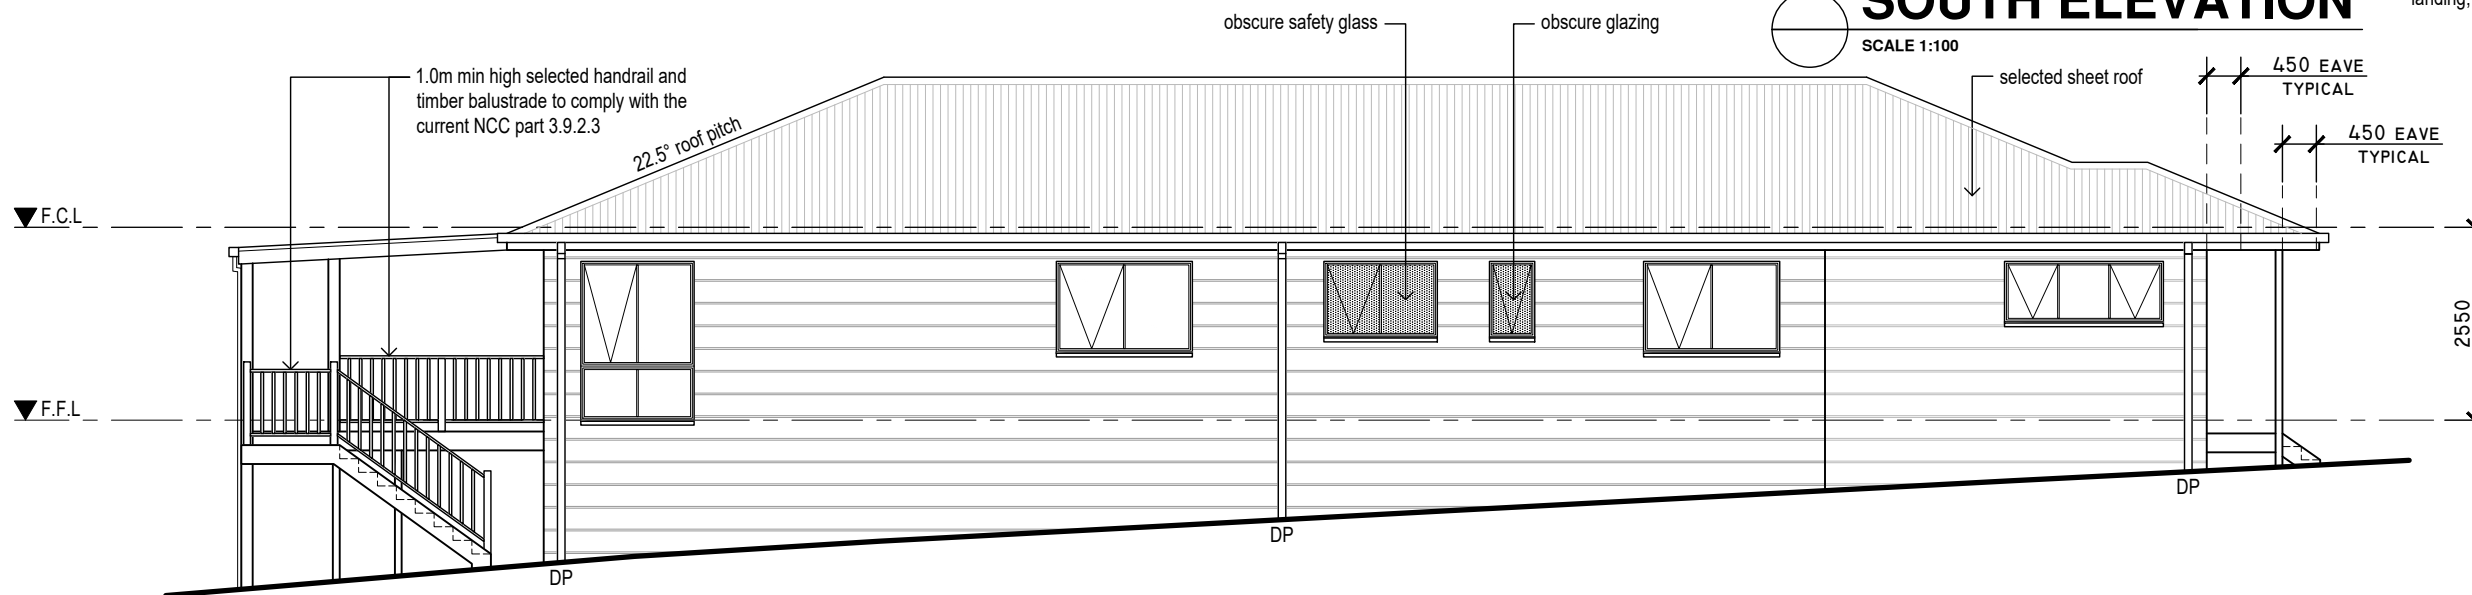 SOUTH ELEVATION
landing,
SCALE 1:100
obscure safety glass
obscure glazing
1.0m min high selected handrail and
timber balustrade to comply with the
current NCC part 3.9.2.3
22.5° roof pitch
selected sheet roof
450 EAVE
TYPICAL
450 EAVE
TYPICAL
F.C.L
2550
F.F.L
DP
DP
DP